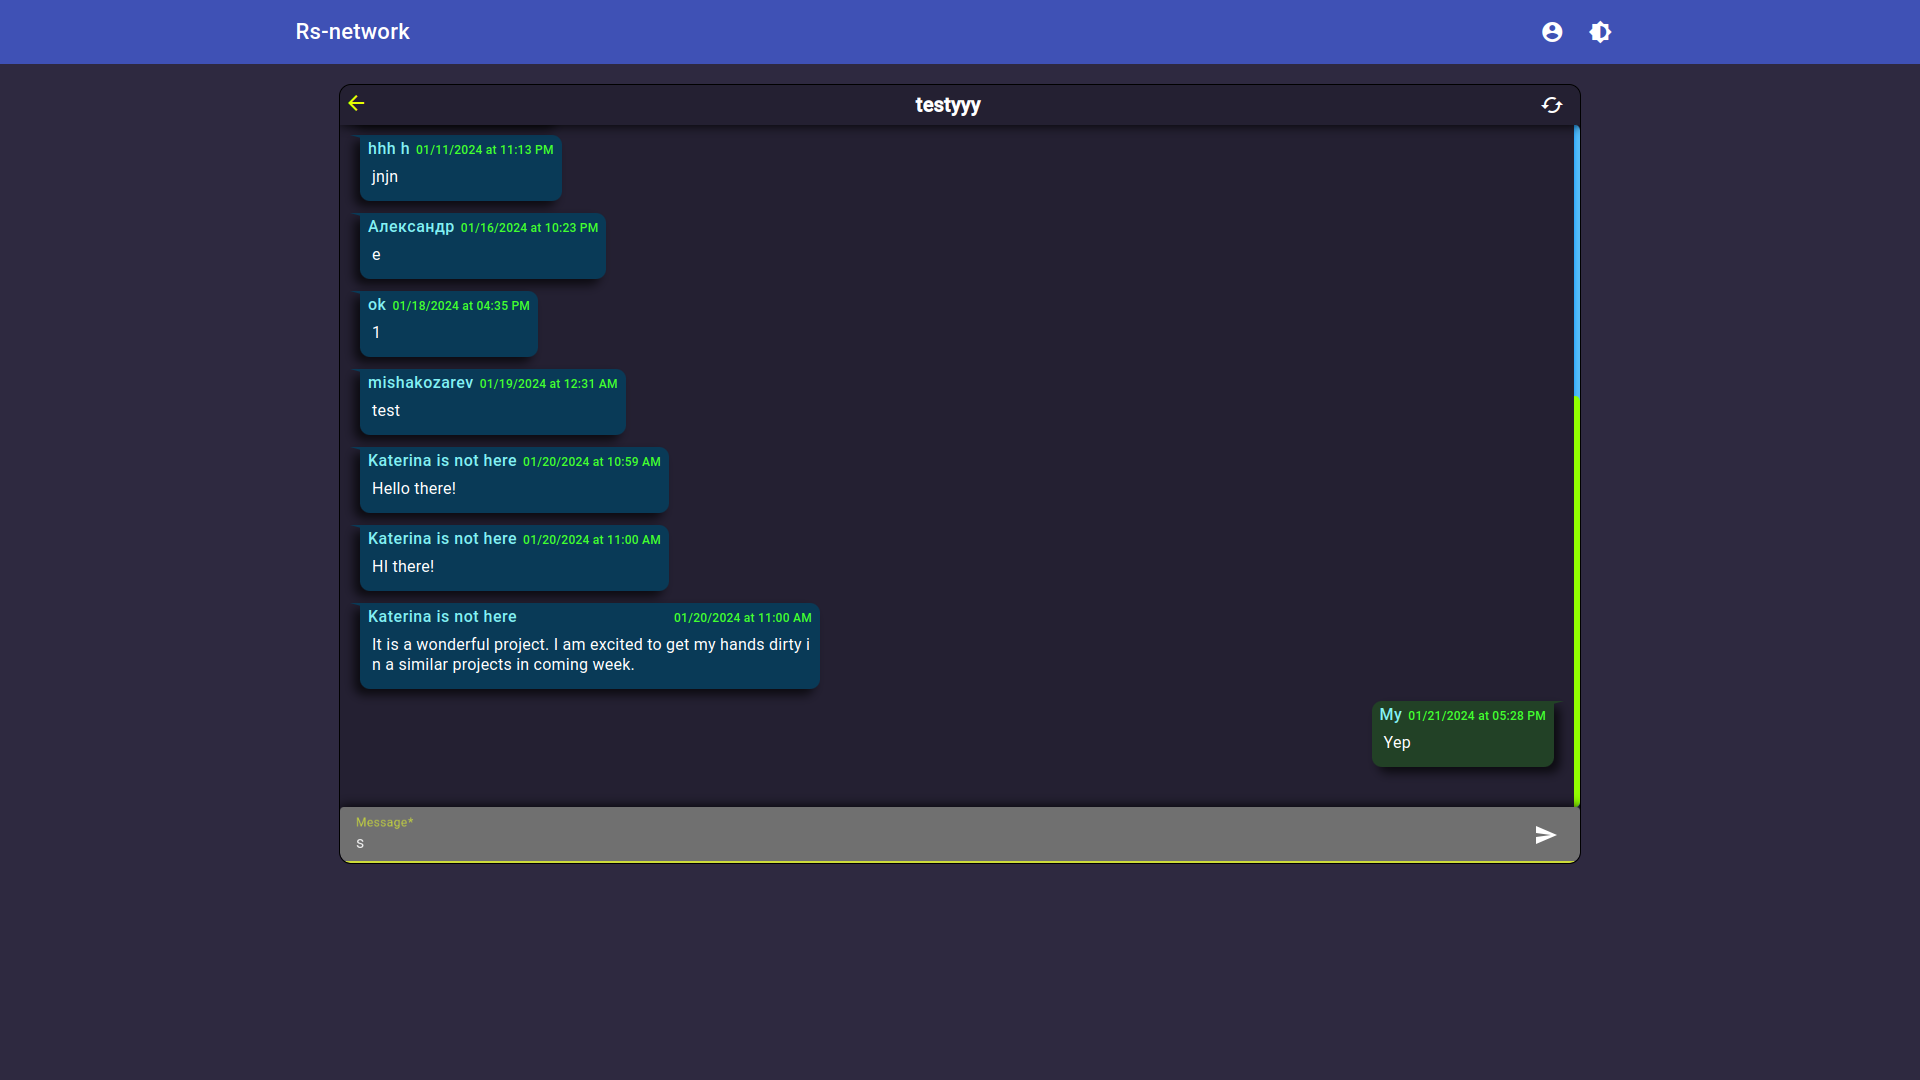 Rs-network
testyyy
hhh h 01/11/2024 at 11:13 PM
jnjn
Александр 01/16/2024 at 10:23 PM
e
ok 01/18/2024 at 04:35 PM
1
mishakozarev 01/19/2024 at 12:31 AM
test
Katerina is not here 01/20/2024 at 10:59 AM
Hello there!
Katerina is not here 01/20/2024 at 11:00 AM
HI there!
Katerina is not here 01/20/2024 at 11:00 AM
It is a wonderful project. I am excited to get my hands dirty i
n a similar projects in coming week.
My 01/21/2024 at 05:28 PM
Yep
Message*
s